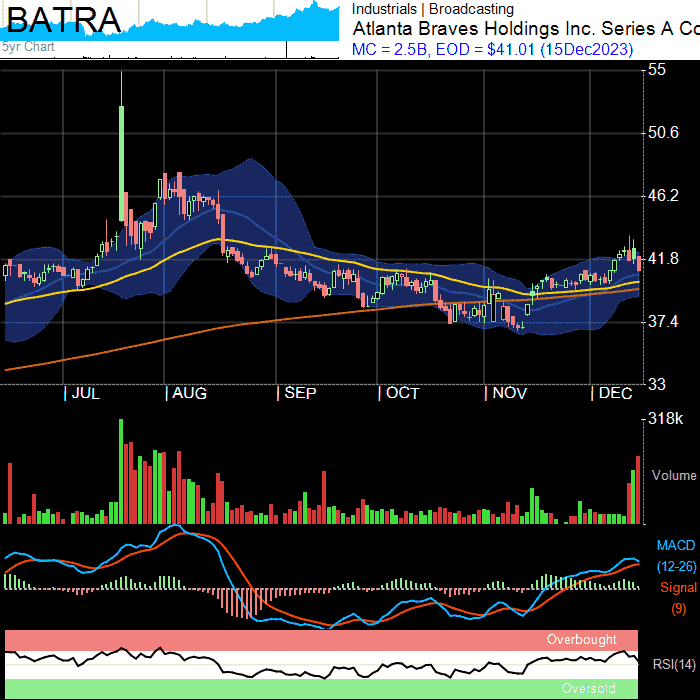 BATRA
5yr Chart
Industrials | Broadcasting
Atlanta Braves Holdings Inc. Series A Co
MC = 2.5B, EOD = $41.01 (15Dec2023)
55
50.6
46.2
41.8
37.4
33
| JUL | AUG | SEP | OCT | NOV | DEC
318k
Volume
MACD
(12-26)
Signal
(9)
Overbought
RSI(14)
Oversold